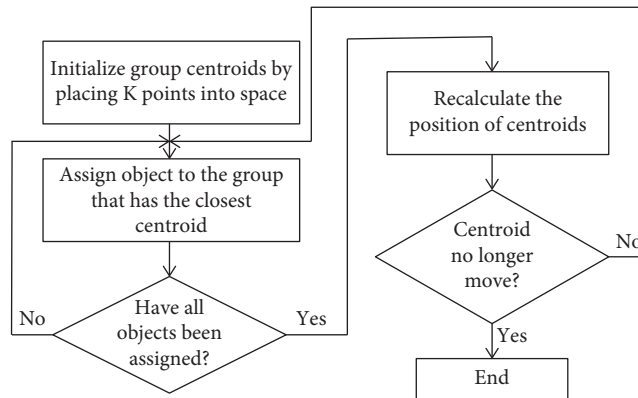 Initialize group centroids by
placing K points into space
Assign object to the group
that has the closest
centroid
Have all
objects been
assigned?
No
Yes
Recalculate the
position of centroids
Centroid
no longer
move?
No
Yes
End